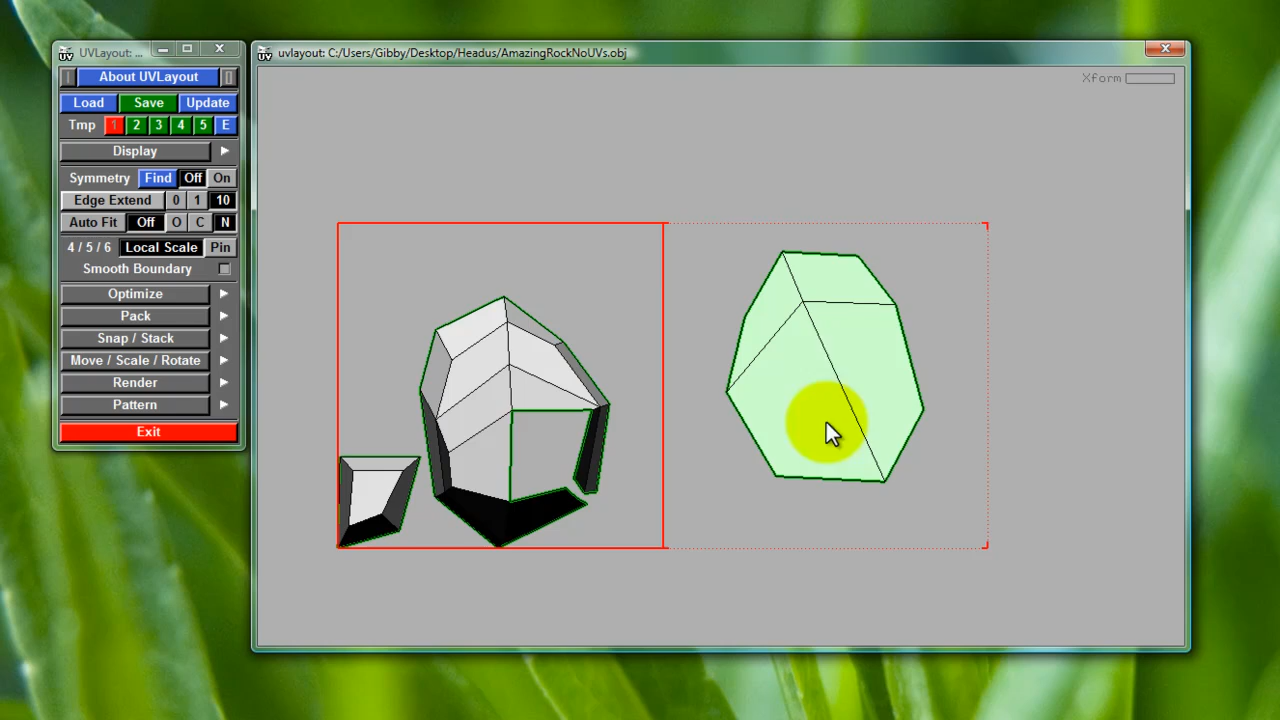 UVLayout: ...
About UVLayout
Load Save Update
Tmp 1 2 3 4 5 E
Display
Symmetry Find Off On
Edge Extend 0 1 10
Auto Fit Off O C N
4 / 5 / 6 Local Scale Pin
Smooth Boundary
Optimize
Pack
Snap / Stack
Move / Scale / Rotate
Render
Pattern
Exit
uvlayout: C:/Users/Gibby/Desktop/Headus/AmazingRockNoUVs.obj
Xform